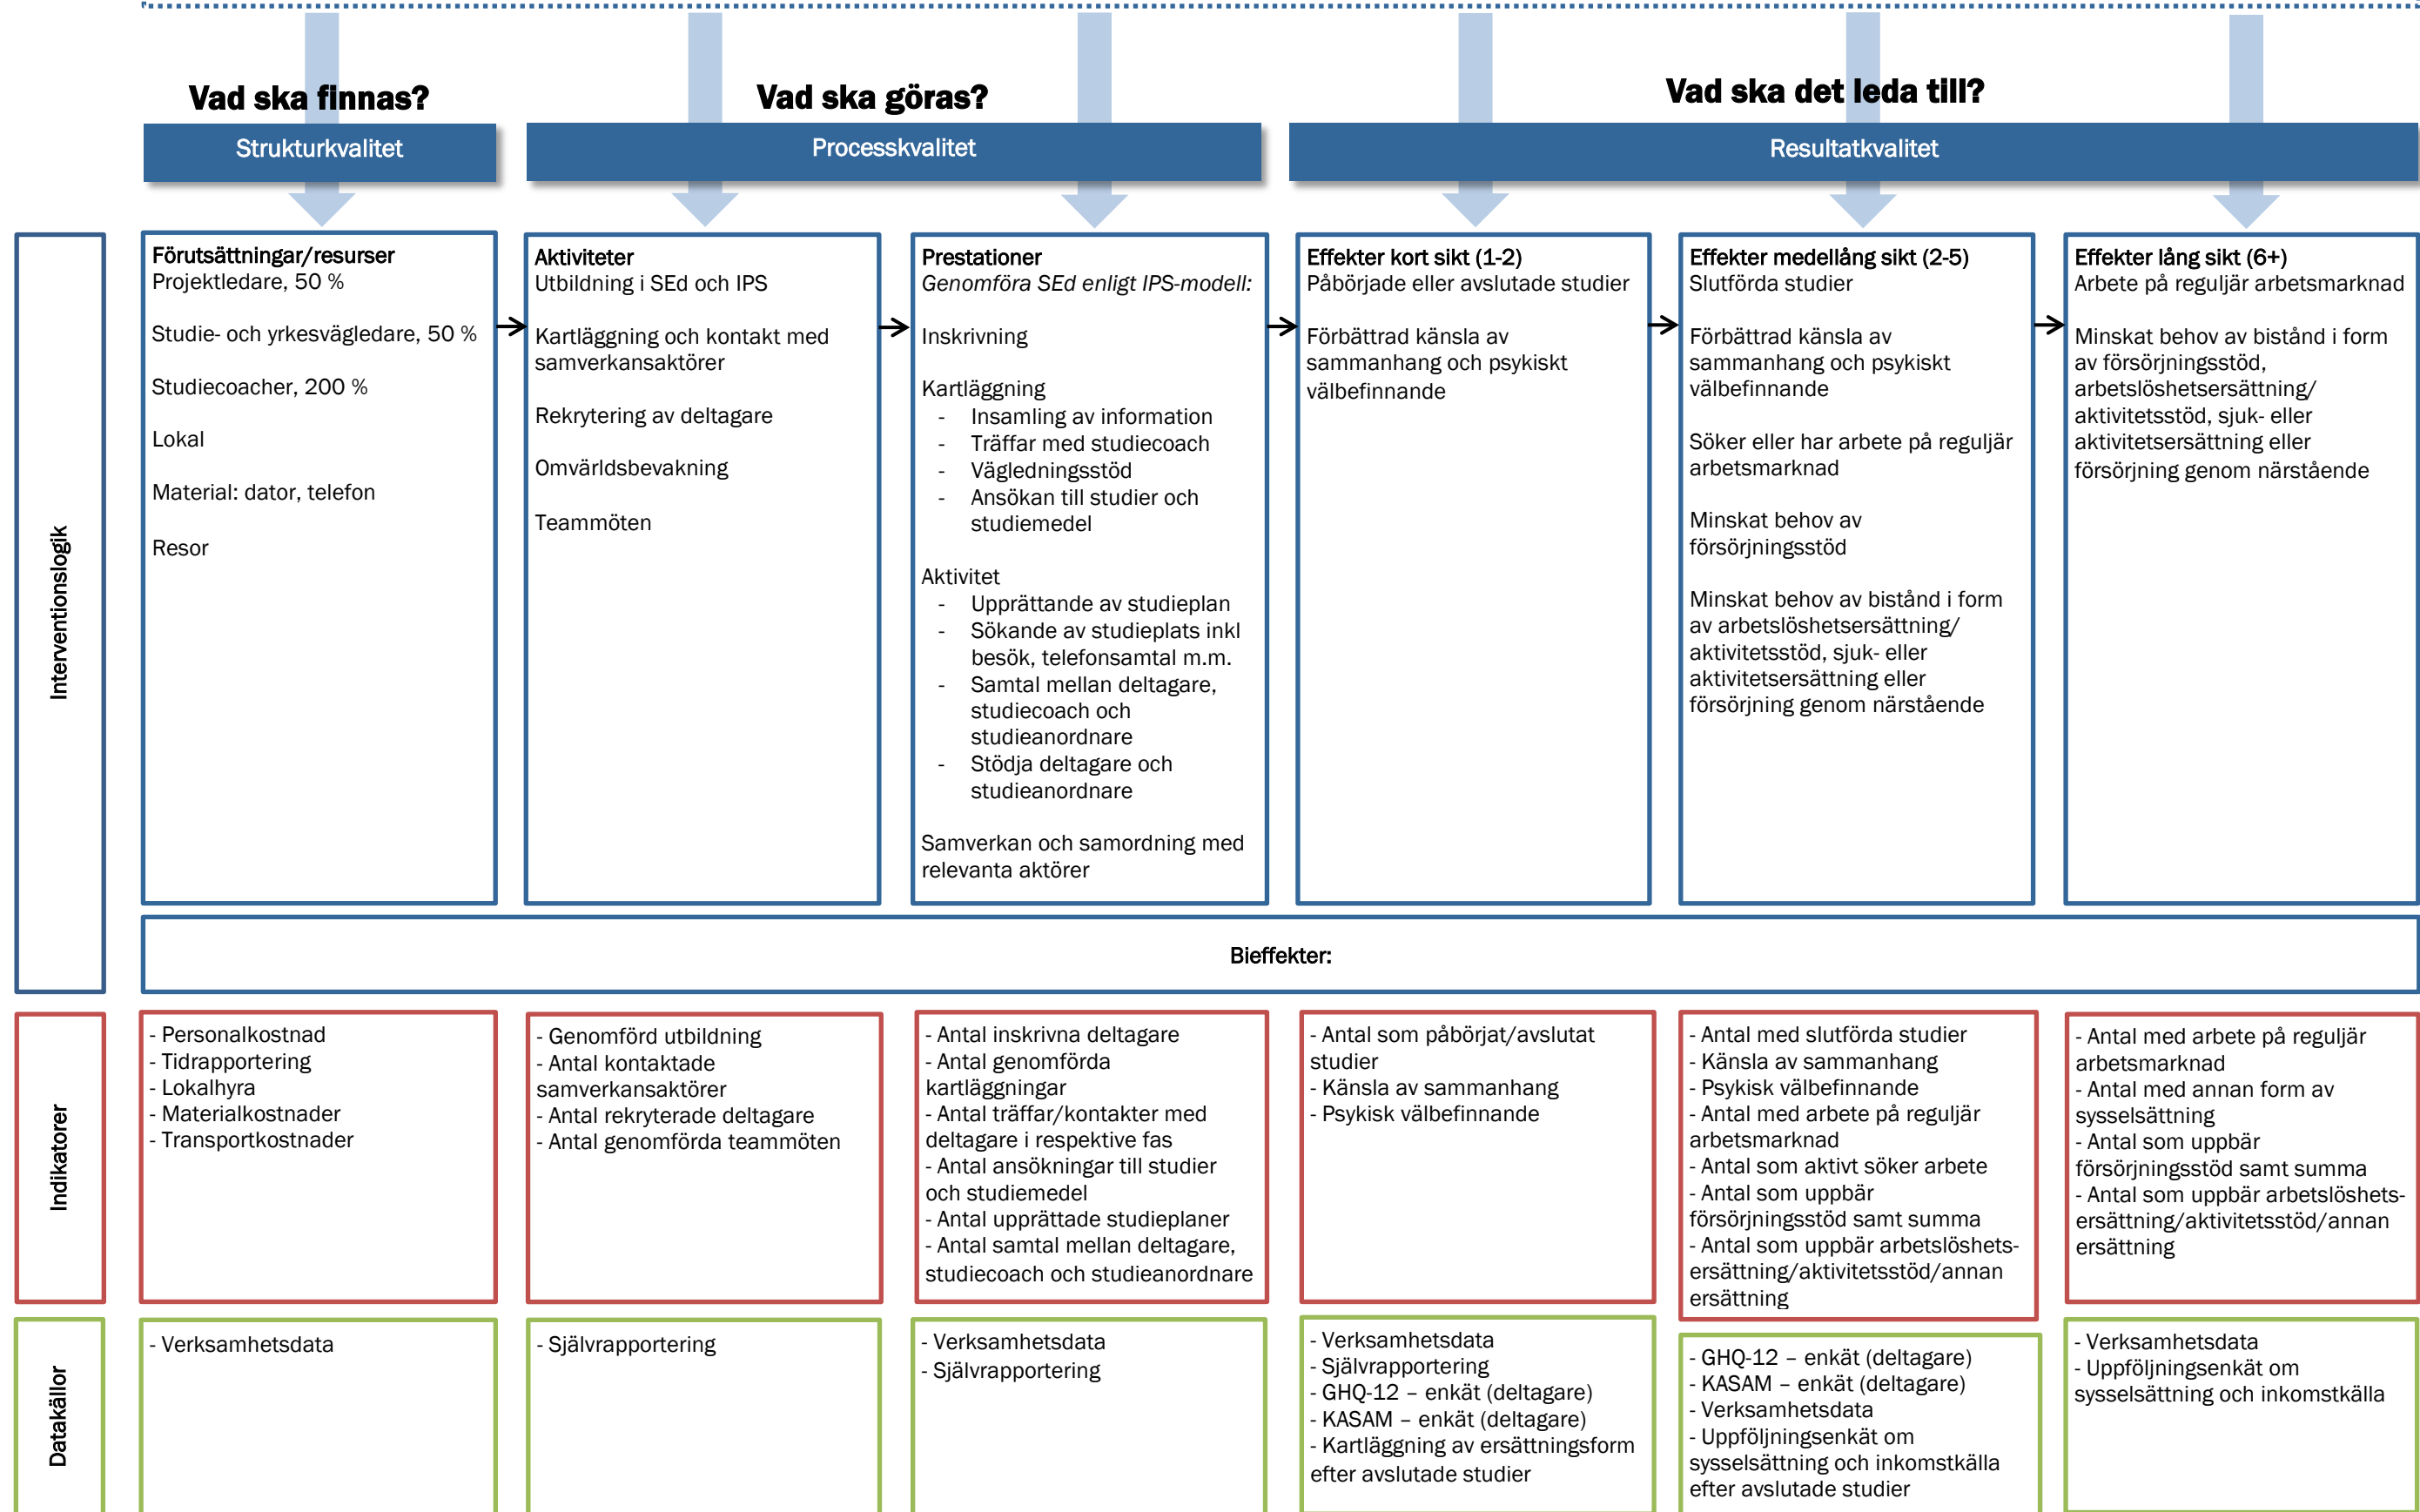 Vad ska finnas?
Vad ska göras?
Vad ska det leda till?
Strukturkvalitet
Processkvalitet
Resultatkvalitet
Interventionslogik
Förutsättningar/resurser
Projektledare, 50 %
Studie- och yrkesvägledare, 50 %
Studiecoacher, 200 %
Lokal
Material: dator, telefon
Resor
Aktiviteter
Utbildning i SEd och IPS
Kartläggning och kontakt med
samverkansaktörer
Rekrytering av deltagare
Omvärldsbevakning
Teammöten
Prestationer
Genomföra SEd enligt IPS-modell:
Inskrivning
Kartläggning
- Insamling av information
- Träffar med studiecoach
- Vägledningsstöd
- Ansökan till studier och
studiemedel
Aktivitet
- Upprättande av studieplan
- Sökande av studieplats inkl
besök, telefonsamtal m.m.
- Samtal mellan deltagare,
studiecoach och
studieanordnare
- Stödja deltagare och
studieanordnare
Samverkan och samordning med
relevanta aktörer
Effekter kort sikt (1-2)
Påbörjade eller avslutade studier
Förbättrad känsla av
sammanhang och psykiskt
välbefinnande
Effekter medellång sikt (2-5)
Slutförda studier
Förbättrad känsla av
sammanhang och psykiskt
välbefinnande
Söker eller har arbete på reguljär
arbetsmarknad
Minskat behov av
försörjningsstöd
Minskat behov av bistånd i form
av arbetslöshetsersättning/
aktivitetsstöd, sjuk- eller
aktivitetsersättning eller
försörjning genom närstående
Effekter lång sikt (6+)
Arbete på reguljär arbetsmarknad
Minskat behov av bistånd i form
av försörjningsstöd,
arbetslöshetsersättning/
aktivitetsstöd, sjuk- eller
aktivitetsersättning eller
försörjning genom närstående
Bieffekter:
Indikatorer
- Personalkostnad
- Tidrapportering
- Lokalhyra
- Materialkostnader
- Transportkostnader
- Genomförd utbildning
- Antal kontaktade
samverkansaktörer
- Antal rekryterade deltagare
- Antal genomförda teammöten
- Antal inskrivna deltagare
- Antal genomförda
kartläggningar
- Antal träffar/kontakter med
deltagare i respektive fas
- Antal ansökningar till studier
och studiemedel
- Antal upprättade studieplaner
- Antal samtal mellan deltagare,
studiecoach och studieanordnare
- Antal som påbörjat/avslutat
studier
- Känsla av sammanhang
- Psykisk välbefinnande
- Antal med slutförda studier
- Känsla av sammanhang
- Psykisk välbefinnande
- Antal med arbete på reguljär
arbetsmarknad
- Antal som aktivt söker arbete
- Antal som uppbär
försörjningsstöd samt summa
- Antal som uppbär arbetslöshets-
ersättning/aktivitetsstöd/annan
ersättning
- Antal med arbete på reguljär
arbetsmarknad
- Antal med annan form av
sysselsättning
- Antal som uppbär
försörjningsstöd samt summa
- Antal som uppbär arbetslöshets-
ersättning/aktivitetsstöd/annan
ersättning
Datakällor
- Verksamhetsdata
- Självrapportering
- Verksamhetsdata
- Självrapportering
- Verksamhetsdata
- Självrapportering
- GHQ-12 – enkät (deltagare)
- KASAM – enkät (deltagare)
- Kartläggning av ersättningsform
efter avslutade studier
- GHQ-12 – enkät (deltagare)
- KASAM – enkät (deltagare)
- Verksamhetsdata
- Uppföljningsenkät om
sysselsättning och inkomstkälla
efter avslutade studier
- Verksamhetsdata
- Uppföljningsenkät om
sysselsättning och inkomstkälla